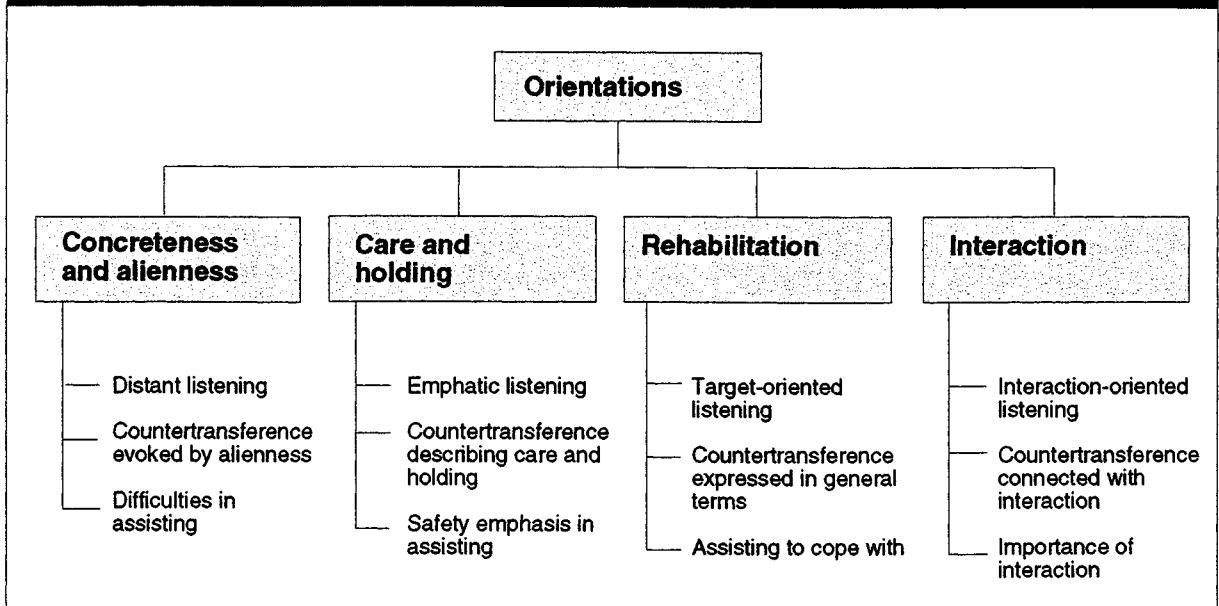 Orientations
Concreteness
and alienness
Distant listening
Countertransference
evoked by alienness
Difficulties in
assisting
Care and
holding
Emphatic listening
Countertransference
describing care and
holding
Safety emphasis in
assisting
Rehabilitation
Target-oriented
listening
Countertransference
expressed in general
terms
Assisting to cope with
Interaction
Interaction-oriented
listening
Countertransference
connected with
interaction
Importance of
interaction